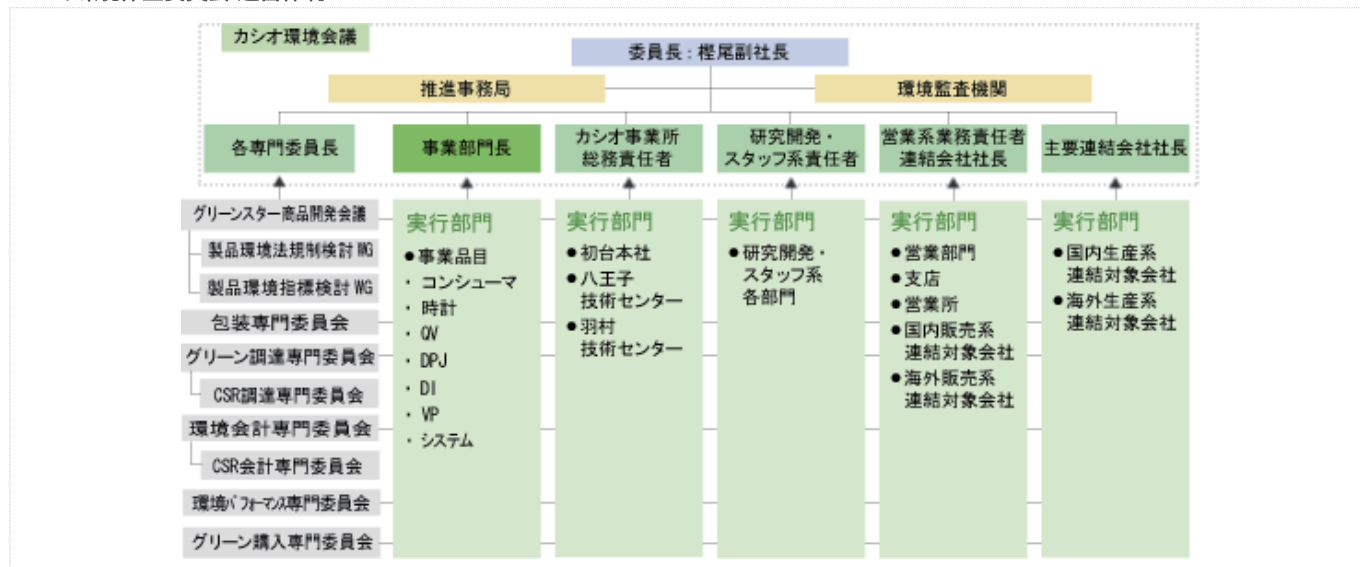 カシオ環境会議
委員長：樫尾副社長
推進事務局
環境監査機関
各専門委員長
事業部門長
カシオ事業所
総務責任者
研究開発・
スタッフ系責任者
営業系業務責任者
連結会社社長
主要連結会社社長
グリーンスター商品開発会議
製品環境法規制検討WG
製品環境指標検討WG
包装専門委員会
グリーン調達専門委員会
CSR調達専門委員会
環境会計専門委員会
CSR会計専門委員会
環境パフォーマンス専門委員会
グリーン購入専門委員会
実行部門
●事業品目
・コンシューマ
・時計
・QV
・DPJ
・DI
・VP
・システム
実行部門
●初台本社
●八王子
技術センター
●羽村
技術センター
実行部門
●研究開発・
スタッフ系
各部門
実行部門
●営業部門
●支店
●営業所
●国内販売系
連結対象会社
●海外販売系
連結対象会社
実行部門
●国内生産系
連結対象会社
●海外生産系
連結対象会社